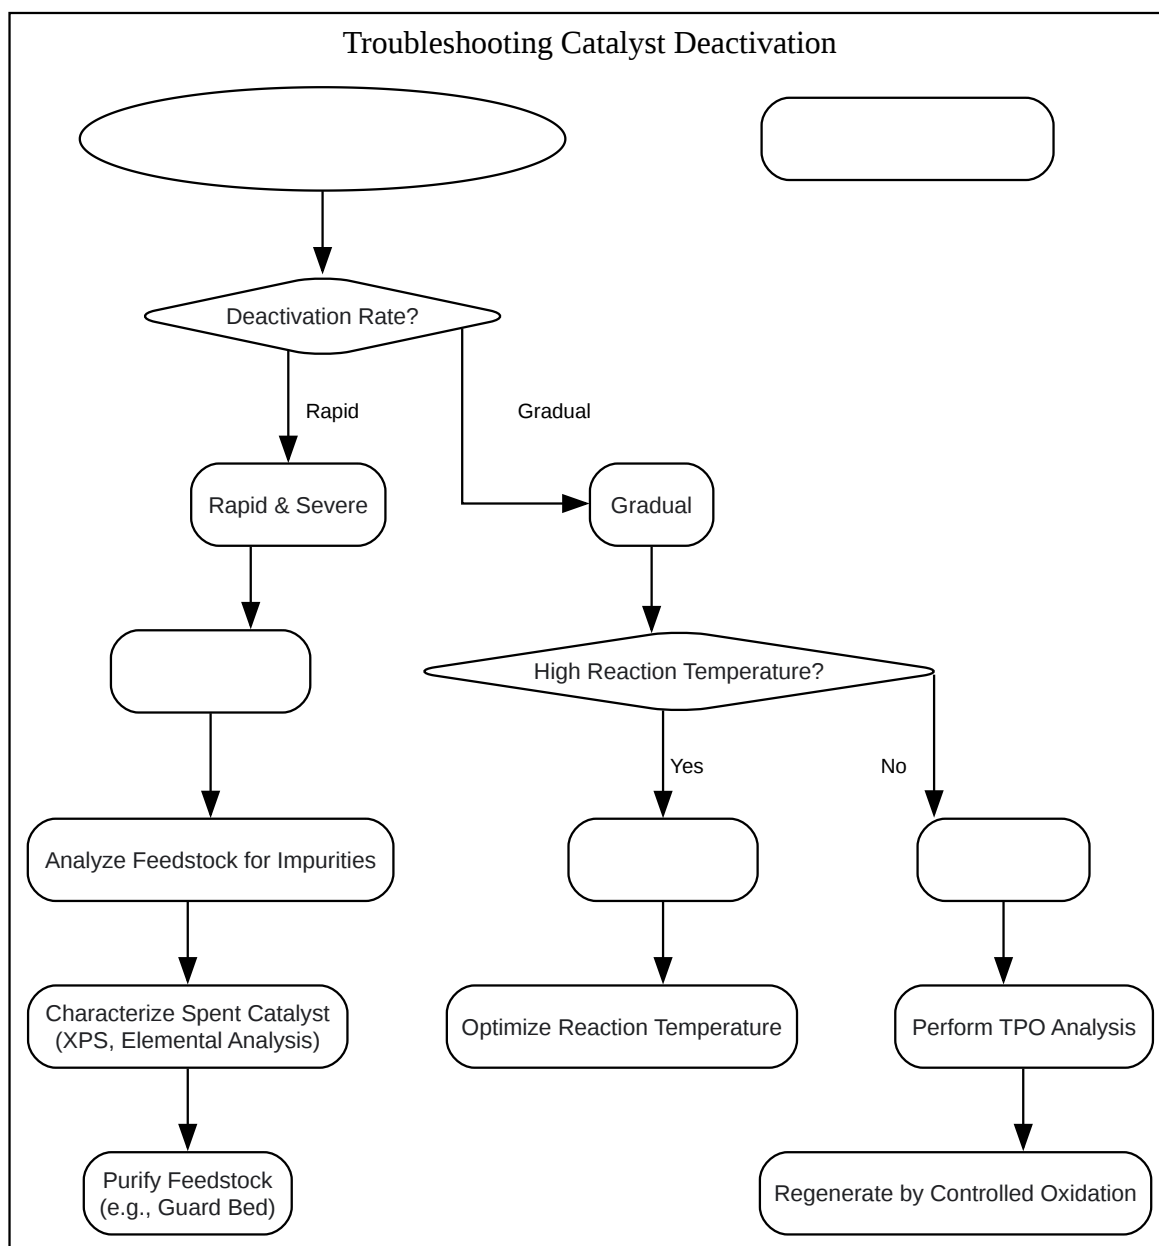 Troubleshooting Catalyst Deactivation
Deactivation Rate?
Rapid
Gradual
Rapid & Severe
Gradual
High Reaction Temperature?
Yes
No
Analyze Feedstock for Impurities
Characterize Spent Catalyst
(XPS, Elemental Analysis)
Optimize Reaction Temperature
Perform TPO Analysis
Purify Feedstock
(e.g., Guard Bed)
Regenerate by Controlled Oxidation